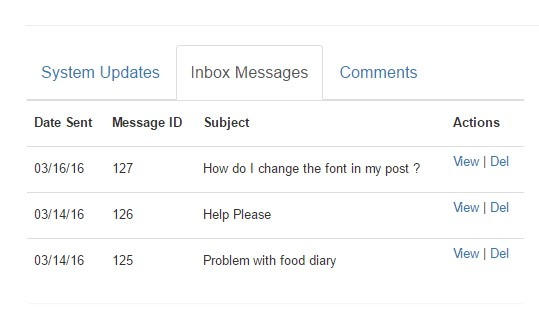 System Updates Inbox Messages Comments
Date Sent Message ID Subject Actions
03/16/16 127 How do I change the font in my post ? View | Del
03/14/16 126 Help Please View | Del
03/14/16 125 Problem with food diary View | Del